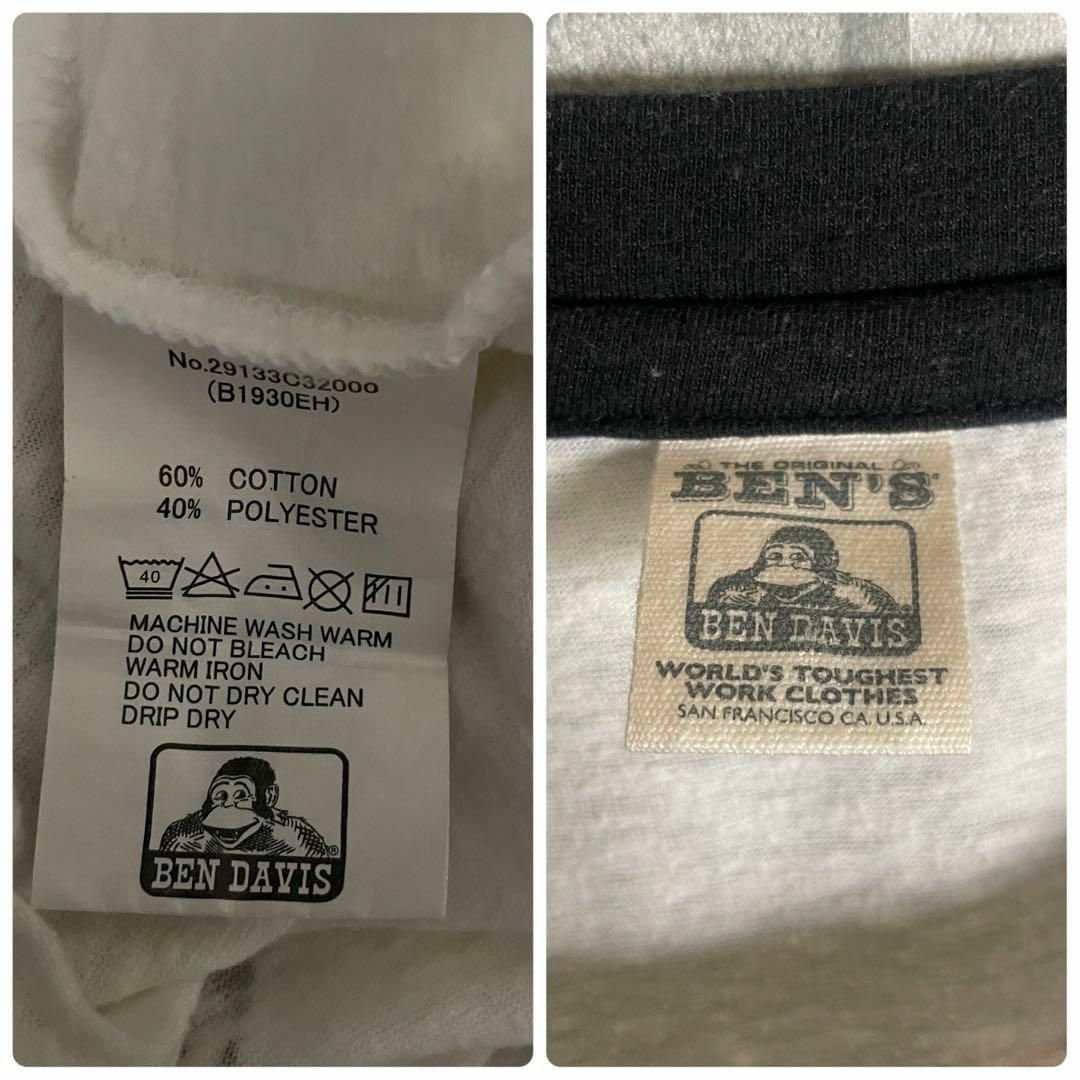 No.29133C32000
(B1930EH)
60% COTTON
40% POLYESTER
40
MACHINE WASH WARM
DO NOT BLEACH
WARM IRON
DO NOT DRY CLEAN
DRIP DRY
BEN DAVIS®
THE ORIGINAL
BEN'S®
BEN DAVIS
WORLD'S TOUGHEST
WORK CLOTHES
SAN FRANCISCO CA. U.S.A.